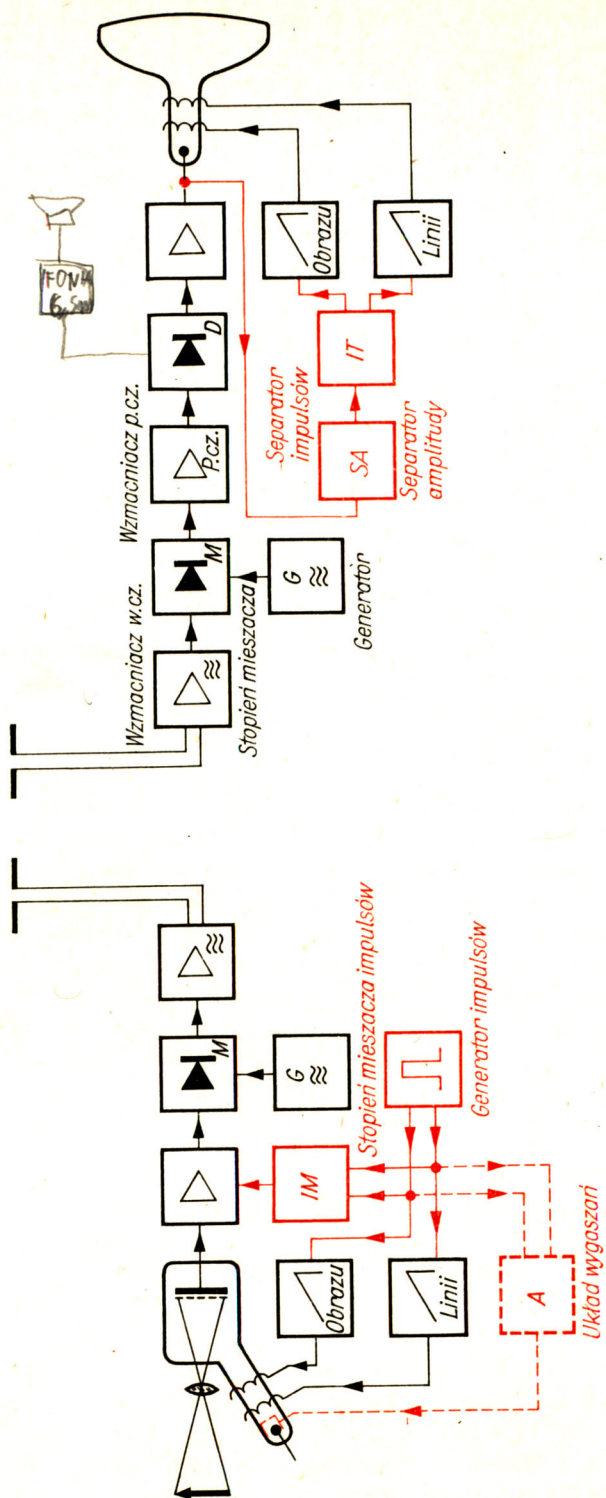 M
G
IM
Stopień mieszacza impulsów
Obrazu
Linii
Generator impulsów
A
Układ wygaszań
Wzmacniacz w.cz.
Stopień mieszacza
M
G
Generator
Wzmacniacz p.cz.
P.cz.
D
FONIA
Separator
impulsów
SA
Separator
amplitudy
IT
Obrazu
Linii